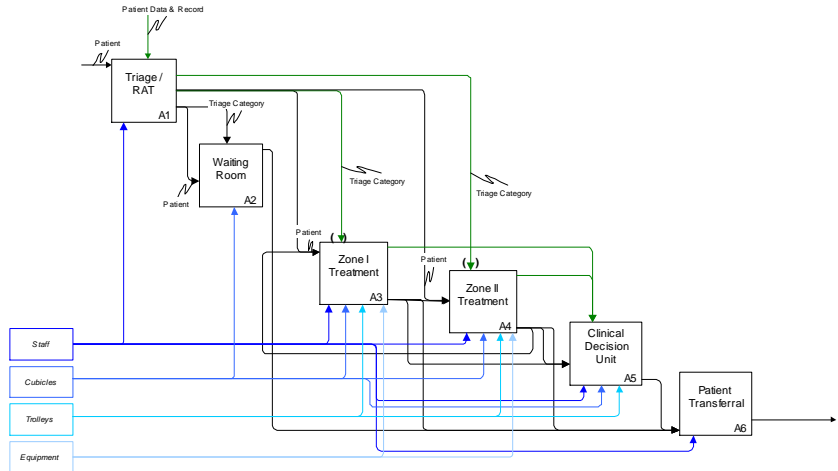 Patient Data & Record
Patient
Triage /
RAT
A1
Triage Category
Waiting
Room
A2
Patient
Triage Category
Triage Category
Patient
( )
Zone I
Treatment
A3
Patient
( )
Zone II
Treatment
A4
Clinical
Decision
Unit
A5
Patient
Transferral
A6
Staff
Cubicles
Trolleys
Equipment